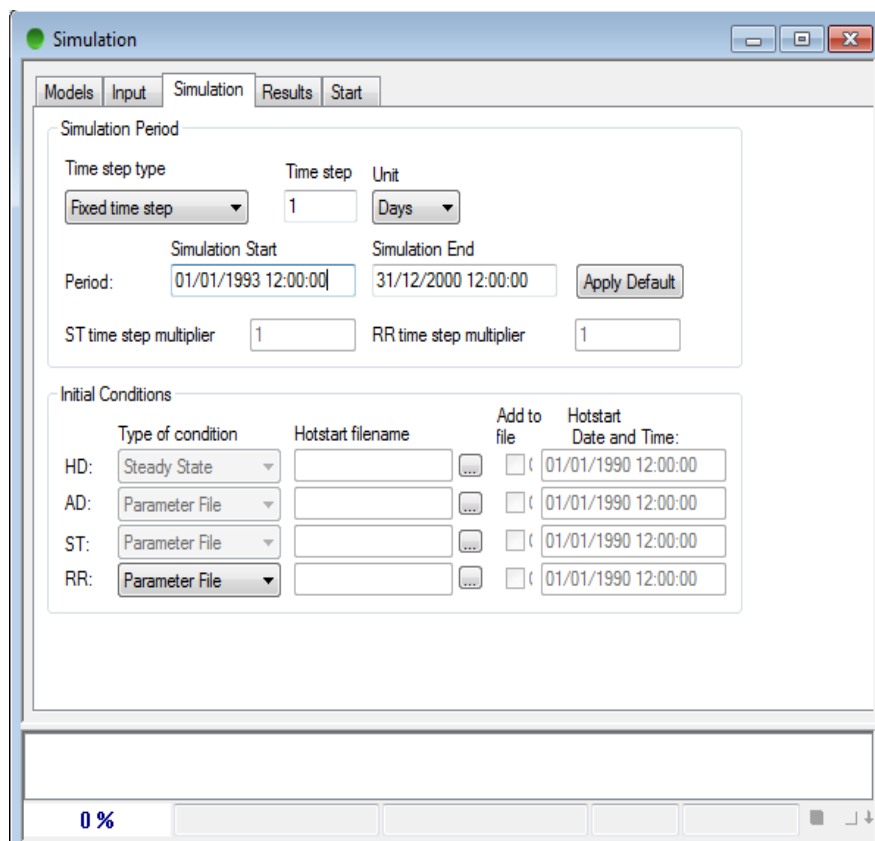 Simulation
Models Input Simulation Results Start
Simulation Period
Time step type Time step Unit
Fixed time step 1 Days
Simulation Start Simulation End
Period: 01/01/1993 12:00:00 31/12/2000 12:00:00 Apply Default
ST time step multiplier 1 RR time step multiplier 1
Initial Conditions
Type of condition Hotstart filename Add to file Hotstart Date and Time:
HD: Steady State ... 01/01/1990 12:00:00
AD: Parameter File ... 01/01/1990 12:00:00
ST: Parameter File ... 01/01/1990 12:00:00
RR: Parameter File ... 01/01/1990 12:00:00
0 %